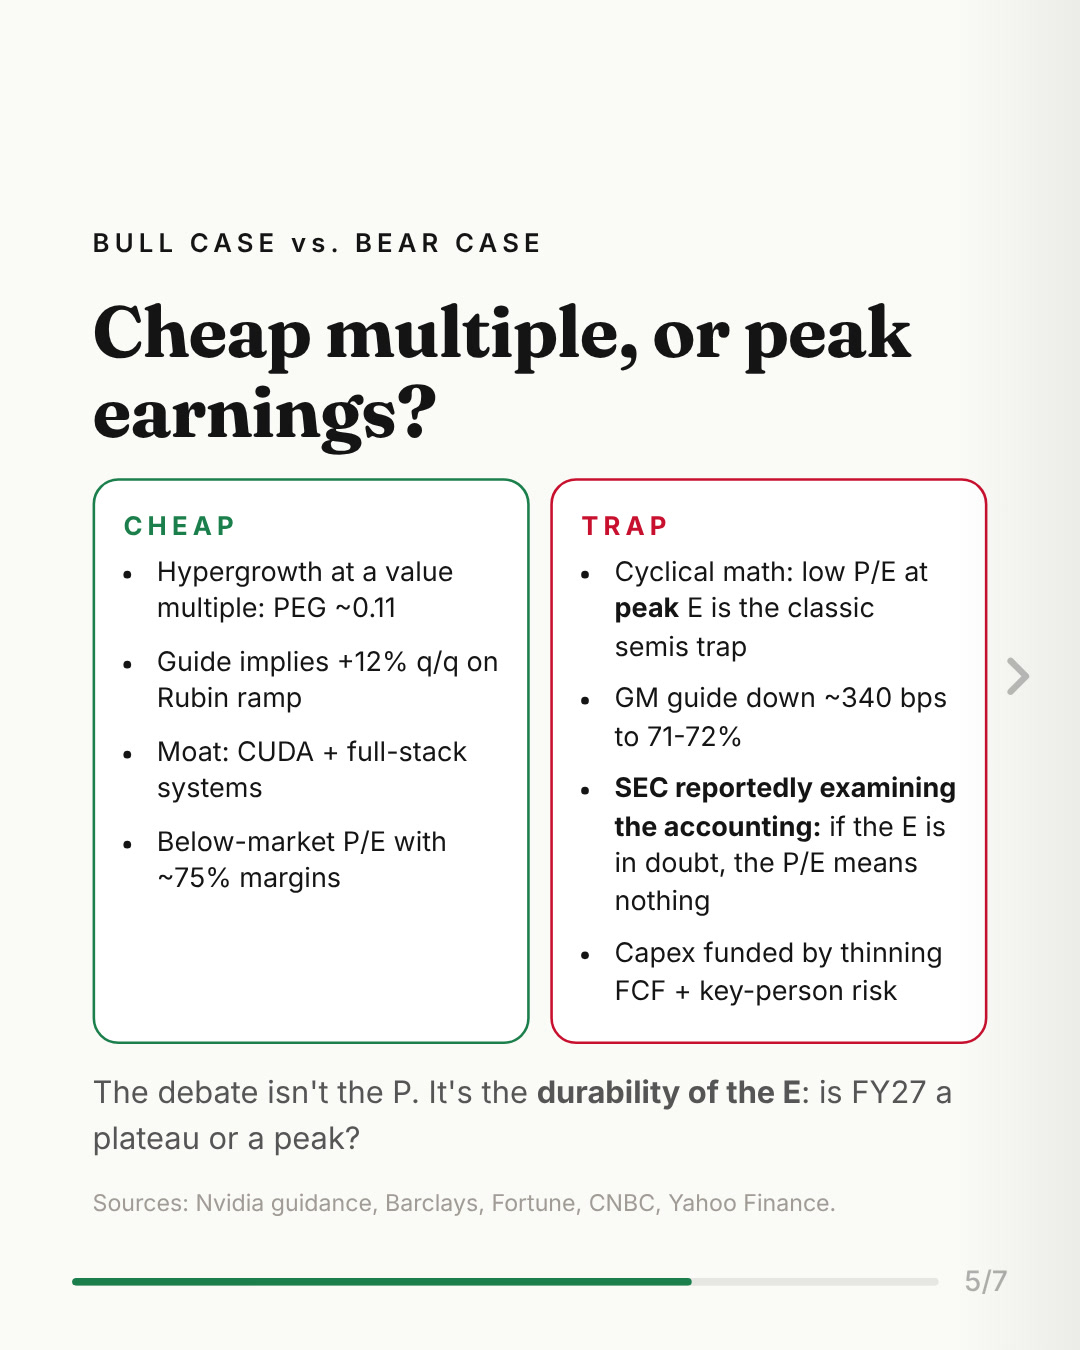 BULL CASE vs. BEAR CASE
Cheap multiple, or peak
earnings?
CHEAP
• Hypergrowth at a value
multiple: PEG ~0.11
• Guide implies +12% q/q on
Rubin ramp
• Moat: CUDA + full-stack
systems
• Below-market P/E with
~75% margins
TRAP
• Cyclical math: low P/E at
peak E is the classic
semis trap
• GM guide down ~340 bps
to 71-72%
• SEC reportedly examining
the accounting: if the E is
in doubt, the P/E means
nothing
• Capex funded by thinning
FCF + key-person risk
The debate isn't the P. It's the durability of the E: is FY27 a
plateau or a peak?
Sources: Nvidia guidance, Barclays, Fortune, CNBC, Yahoo Finance.
5/7